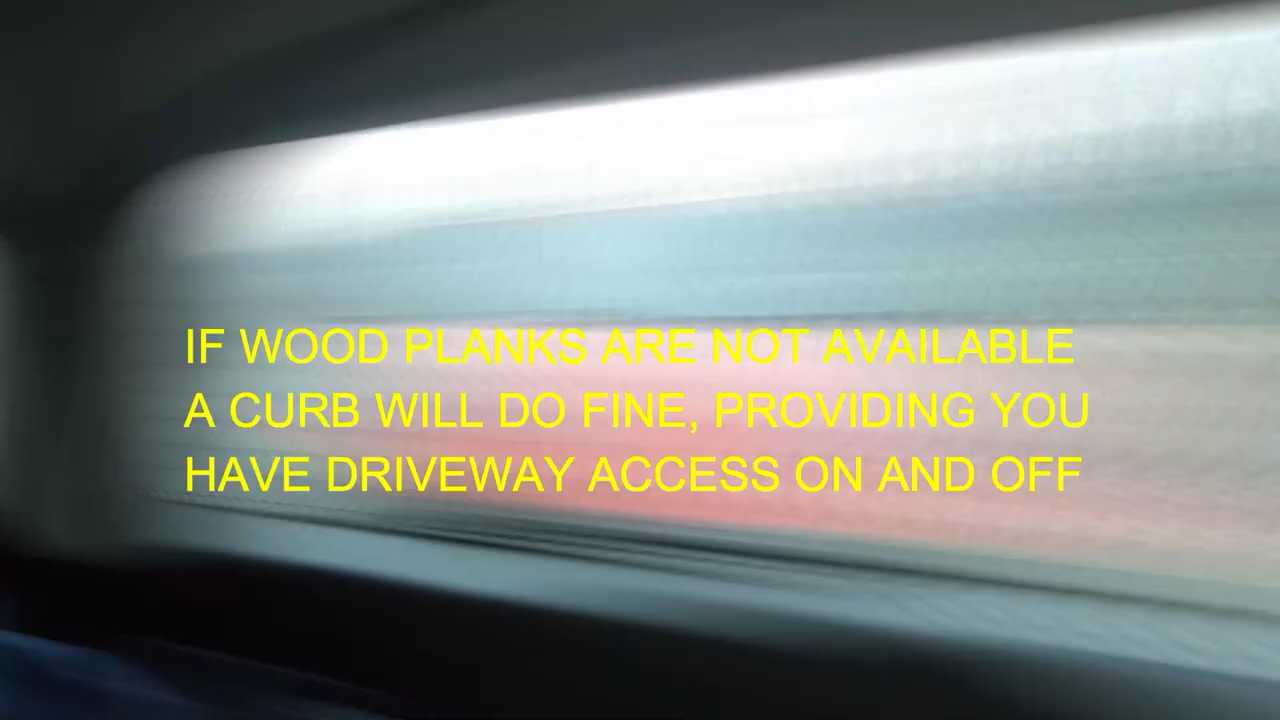 IF WOOD PLANKS ARE NOT AVAILABLE
A CURB WILL DO FINE, PROVIDING YOU
HAVE DRIVEWAY ACCESS ON AND OFF